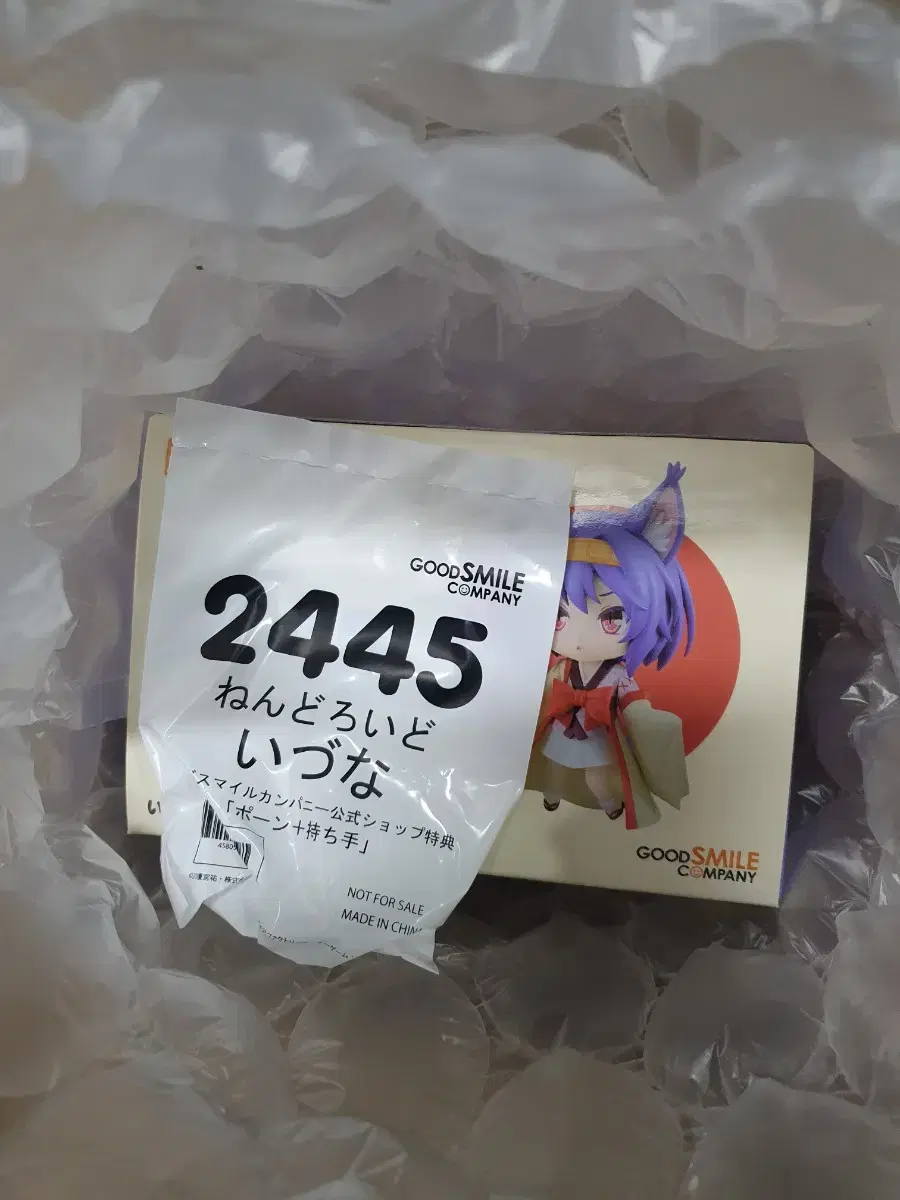 GOODSMILE
COMPANY
2445
ねんどろいど
いづな
スマイルカンパニー公式ショップ特典
「ポーン+持ち手」
NOT FOR SALE
MADE IN CHINA
GOODSMILE
COMPANY